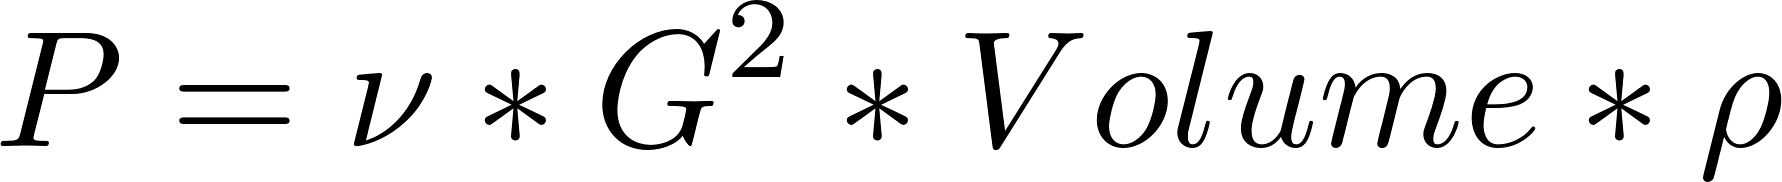 P = ν ∗ G² ∗ Volume ∗ ρ